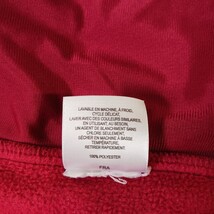 LAVABLE EN MACHINE, À FROID,
CYCLE DÉLICAT.
LAVER AVEC DES COULEURS SIMILAIRES.
EN UTILISANT, AU BESOIN,
UN AGENT DE BLANCHIMENT SANS
CHLORE SEULEMENT.
SÉCHER EN MACHINE À BASSE
TEMPÉRATURE.
RETIRER RAPIDEMENT.
100% POLYESTER